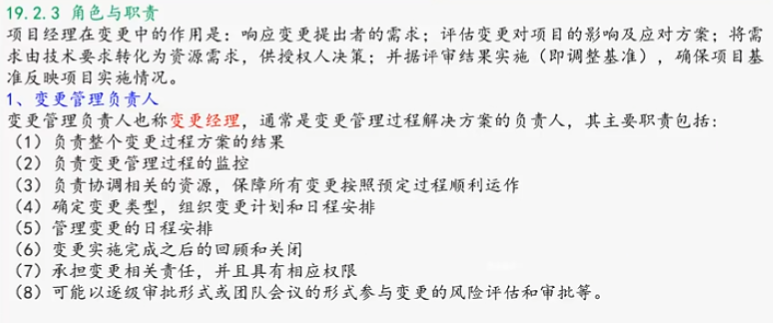 19.2.3 角色与职责
项目经理在变更中的作用是：响应变更提出者的需求；评估变更对项目的影响及应对方案；将需
求由技术要求转化为资源需求，供授权人决策；并据评审结果实施（即调整基准），确保项目基
准反映项目实施情况。
1、变更管理负责人
变更管理负责人也称变更经理，通常是变更管理过程解决方案的负责人，其主要职责包括：
（1）负责整个变更过程方案的结果
（2）负责变更管理过程的监控
（3）负责协调相关的资源，保障所有变更按照预定过程顺利运作
（4）确定变更类型，组织变更计划和日程安排
（5）管理变更的日程安排
（6）变更实施完成之后的回顾和关闭
（7）承担变更相关责任，并且具有相应权限
（8）可能以逐级审批形式或团队会议的形式参与变更的风险评估和审批等。